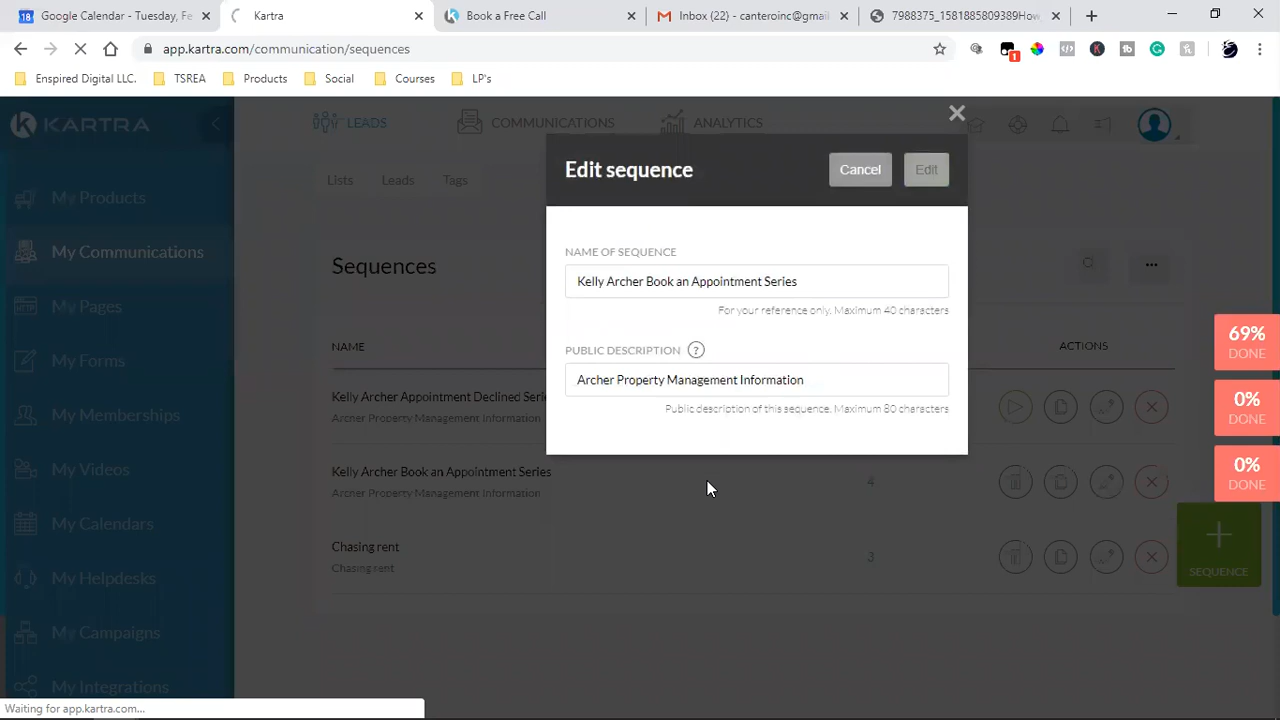 Google Calendar - Tuesday, Fe
Kartra
Book a Free Call
Inbox (22) - canteroinc@gmail
7988375_1581885809389How
app.kartra.com/communication/sequences
1
Enspired Digital LLC.
TSREA
Products
Social
Courses
LP's
KARTRA
LEADS
COMMUNICATIONS
ANALYTICS
Lists
Leads
Tags
My Products
My Communications
My Pages
My Forms
My Memberships
My Videos
My Calendars
My Helpdesks
My Campaigns
My Integrations
Edit sequence
Cancel
Edit
NAME OF SEQUENCE
Kelly Archer Book an Appointment Series
For your reference only. Maximum 40 characters
PUBLIC DESCRIPTION ?
Archer Property Management Information
Public description of this sequence. Maximum 80 characters
Sequences
NAME
ACTIONS
Kelly Archer Appointment Declined Serie
Archer Property Management Information
Kelly Archer Book an Appointment Series
Archer Property Management Information
4
Chasing rent
Chasing rent
3
69%
DONE
0%
DONE
0%
DONE
SEQUENCE
Waiting for app.kartra.com...